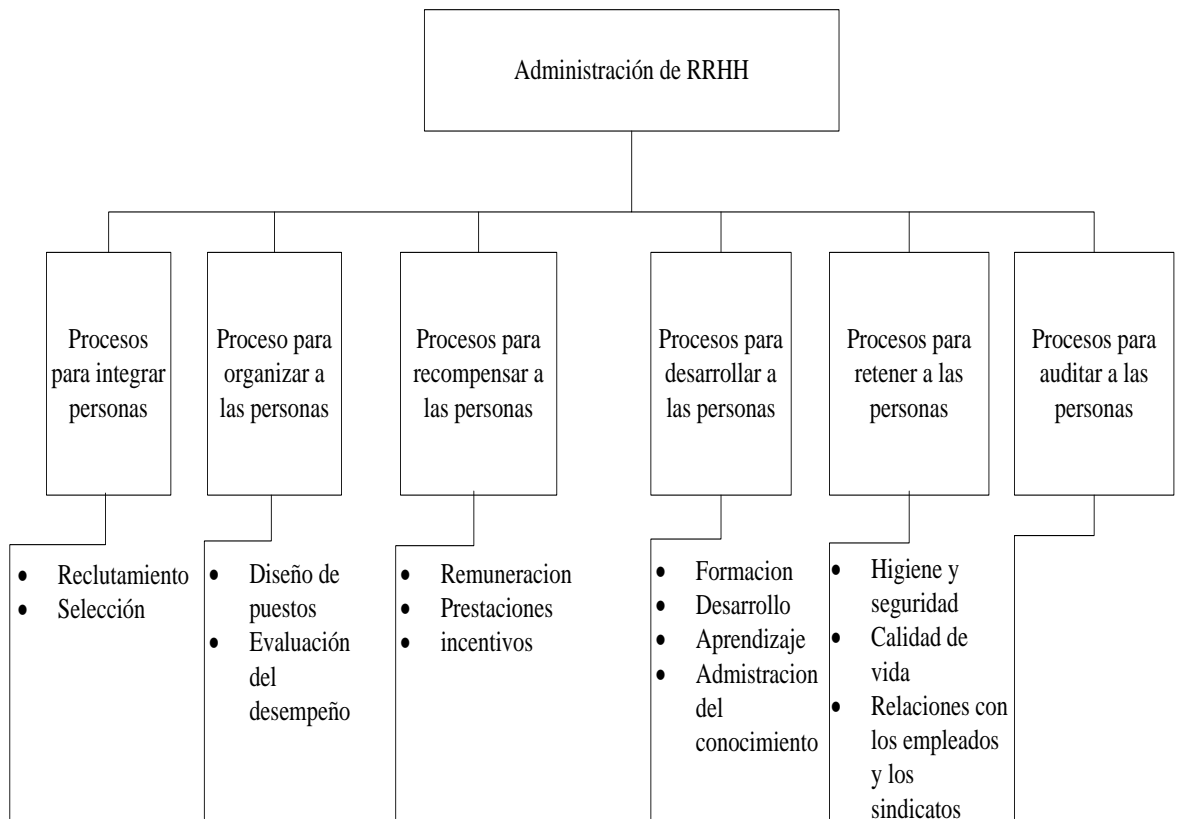 Administración de RRHH
Procesos
para integrar
personas
Proceso para
organizar a
las personas
Procesos para
recompensar a
las personas
Procesos para
desarrollar a
las personas
Procesos para
retener a las
personas
Procesos para
auditar a las
personas
• Reclutamiento
• Selección
• Diseño de
puestos
• Evaluación
del
desempeño
• Remuneracion
• Prestaciones
• incentivos
• Formacion
• Desarrollo
• Aprendizaje
• Admistracion
del
conocimiento
• Higiene y
seguridad
• Calidad de
vida
• Relaciones con
los empleados
y los
sindicatos